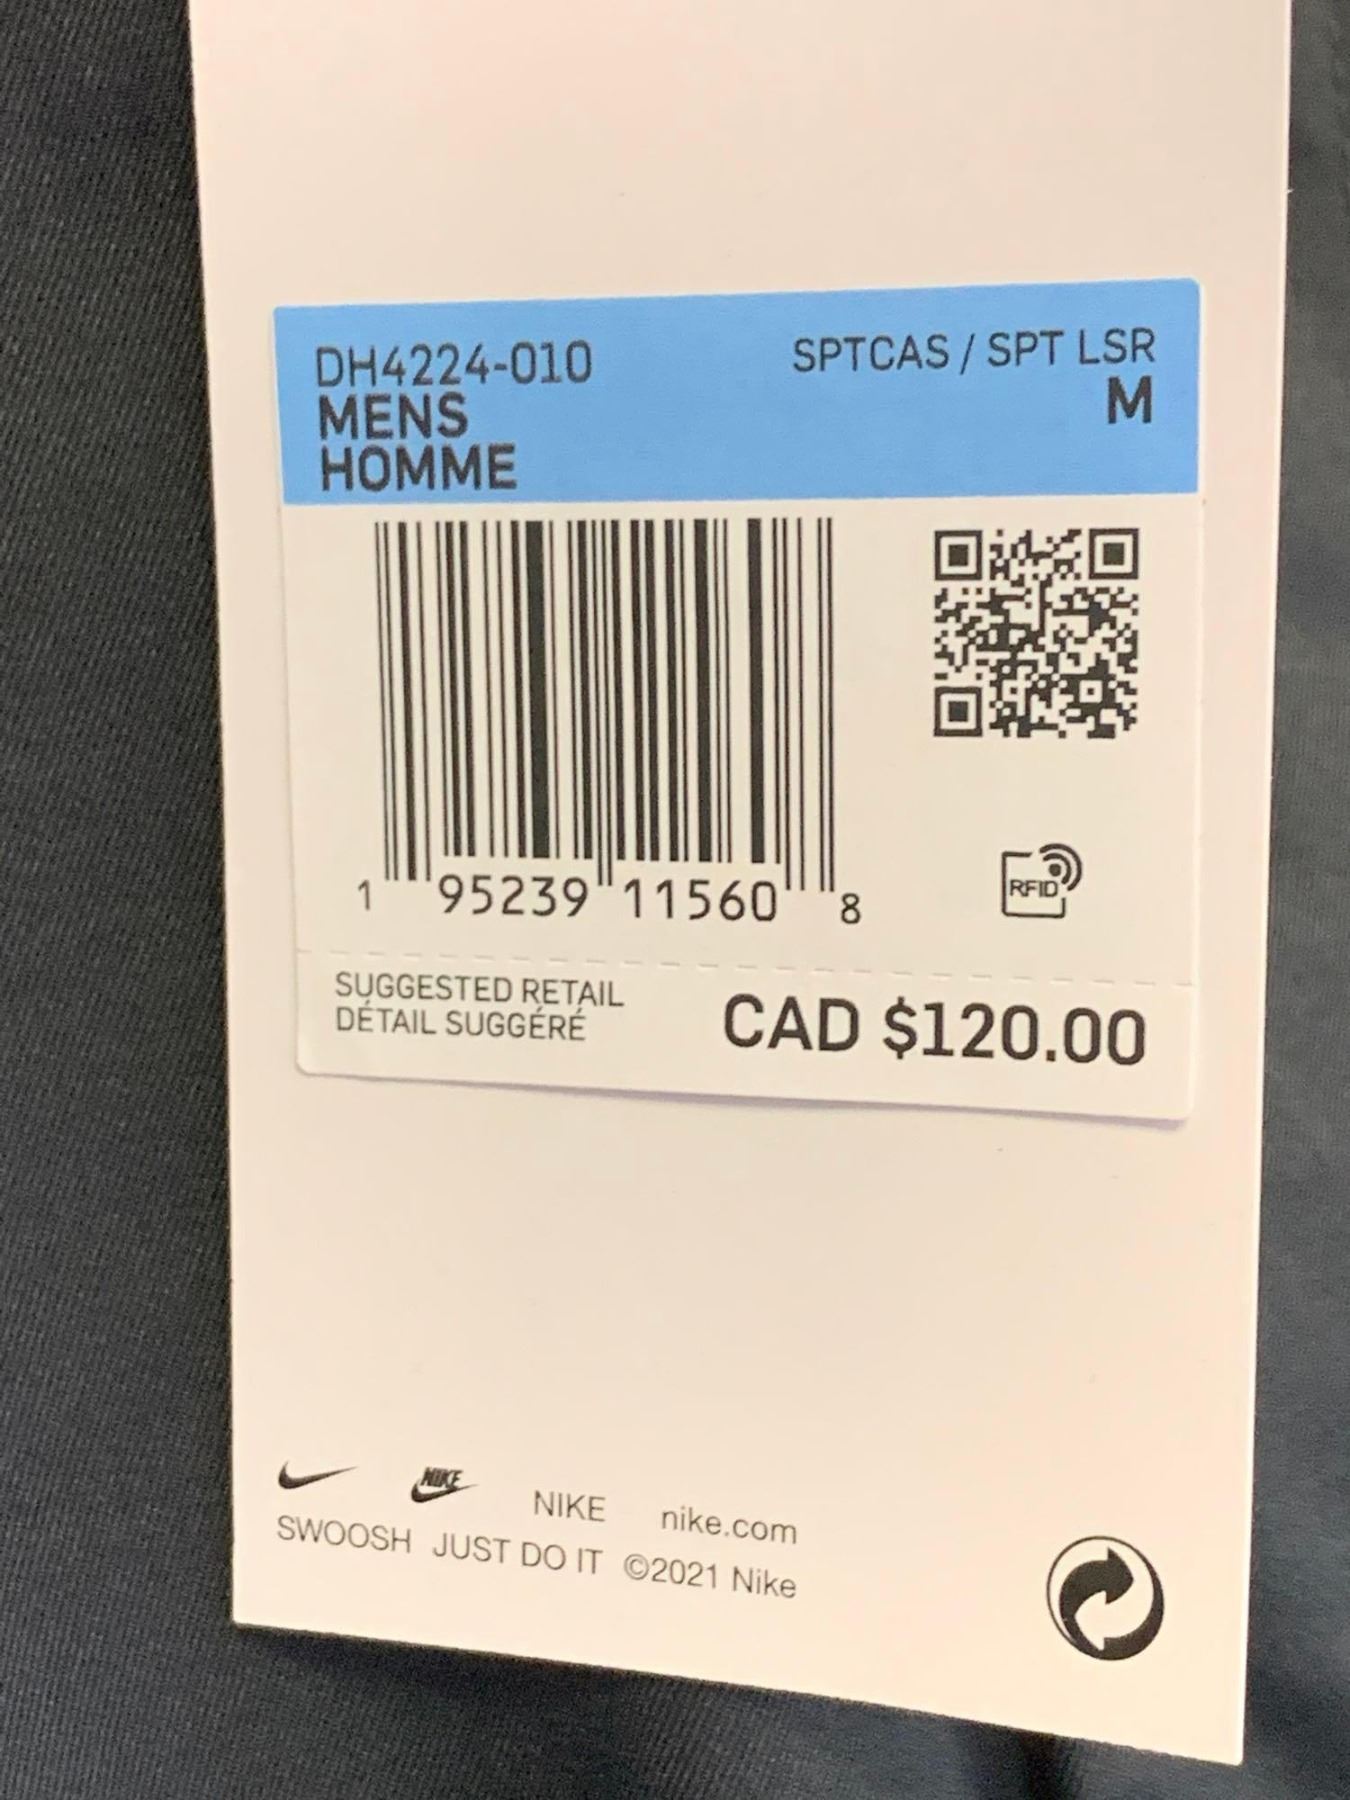 DH4224-010
SPTCAS / SPT LSR
MENS
M
HOMME
1 95239 11560 8
RFID
SUGGESTED RETAIL
DÉTAIL SUGGÉRÉ
CAD $120.00
NIKE NIKE nike.com
SWOOSH JUST DO IT ©2021 Nike